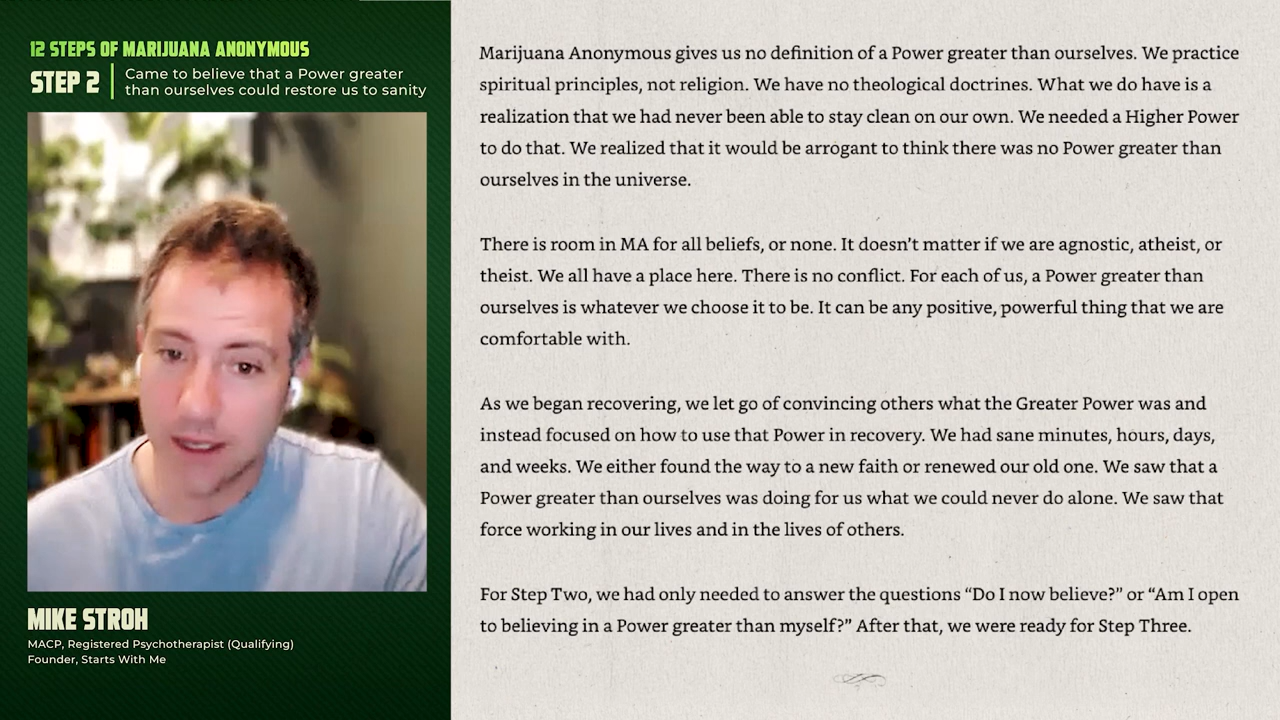 12 STEPS OF MARIJUANA ANONYMOUS
STEP 2
Came to believe that a Power greater
than ourselves could restore us to sanity
MIKE STROH
MACP, Registered Psychotherapist (Qualifying)
Founder, Starts With Me
Marijuana Anonymous gives us no definition of a Power greater than ourselves. We practice
spiritual principles, not religion. We have no theological doctrines. What we do have is a
realization that we had never been able to stay clean on our own. We needed a Higher Power
to do that. We realized that it would be arrogant to think there was no Power greater than
ourselves in the universe.
There is room in MA for all beliefs, or none. It doesn’t matter if we are agnostic, atheist, or
theist. We all have a place here. There is no conflict. For each of us, a Power greater than
ourselves is whatever we choose it to be. It can be any positive, powerful thing that we are
comfortable with.
As we began recovering, we let go of convincing others what the Greater Power was and
instead focused on how to use that Power in recovery. We had sane minutes, hours, days,
and weeks. We either found the way to a new faith or renewed our old one. We saw that a
Power greater than ourselves was doing for us what we could never do alone. We saw that
force working in our lives and in the lives of others.
For Step Two, we had only needed to answer the questions “Do I now believe?” or “Am I open
to believing in a Power greater than myself?” After that, we were ready for Step Three.